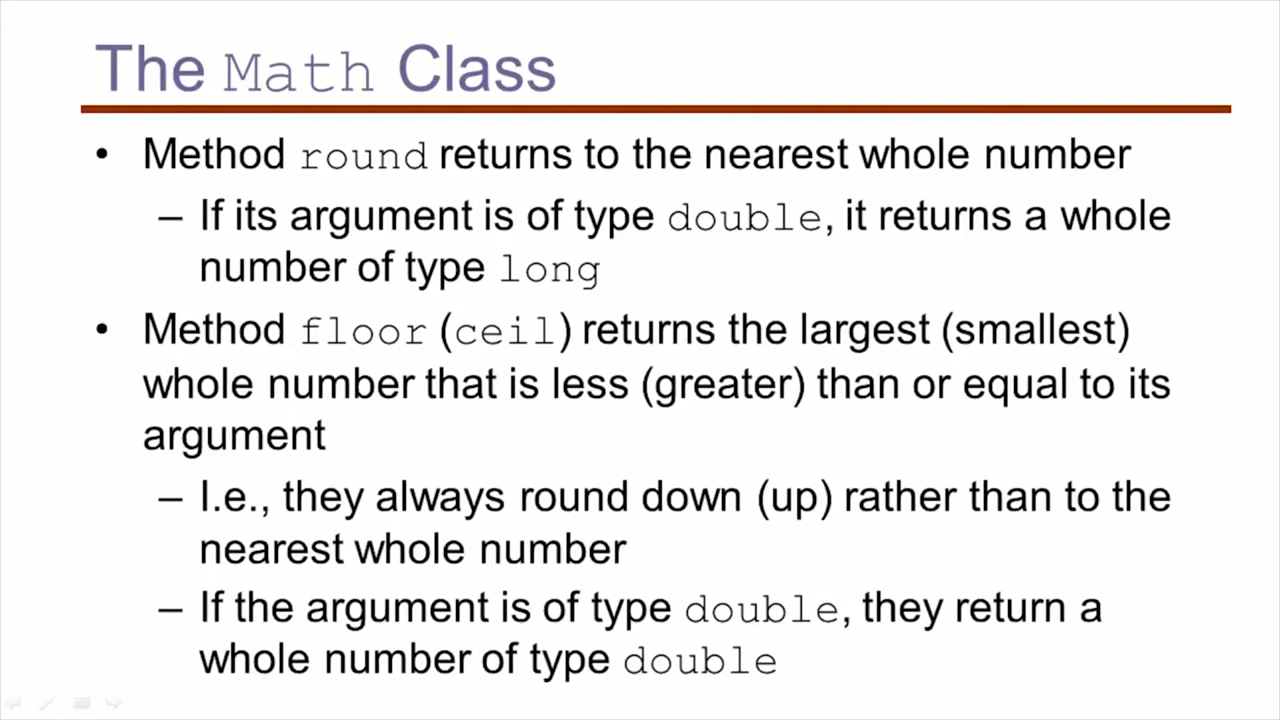 The Math Class
• Method round returns to the nearest whole number
– If its argument is of type double, it returns a whole
number of type long
• Method floor (ceil) returns the largest (smallest)
whole number that is less (greater) than or equal to its
argument
– I.e., they always round down (up) rather than to the
nearest whole number
– If the argument is of type double, they return a
whole number of type double